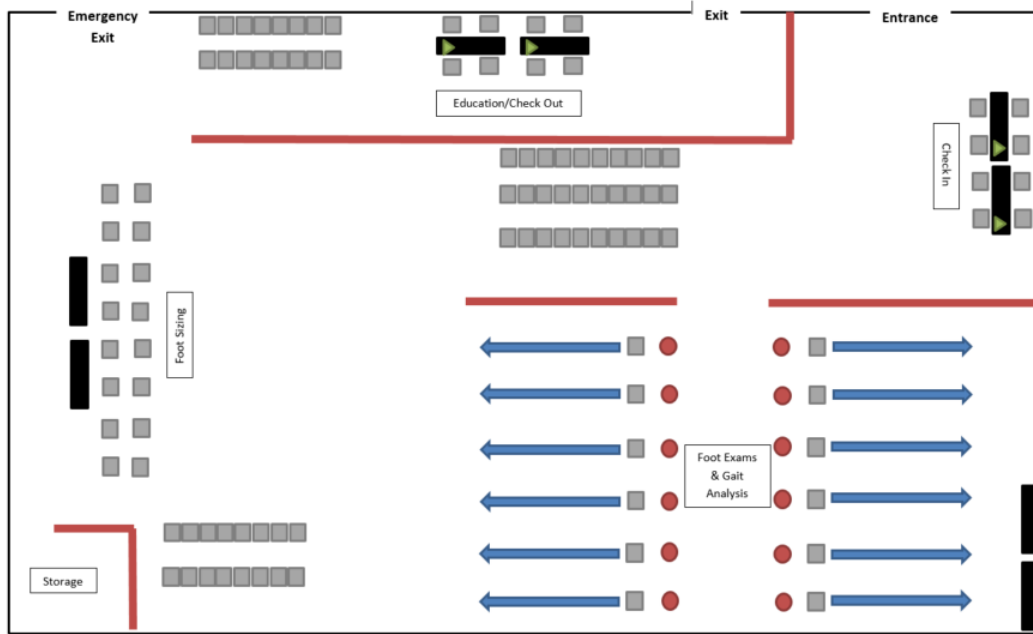 Emergency
Exit
Exit
Entrance
Education/Check Out
Check In
Foot Sizing
Foot Exams
& Gait
Analysis
Storage